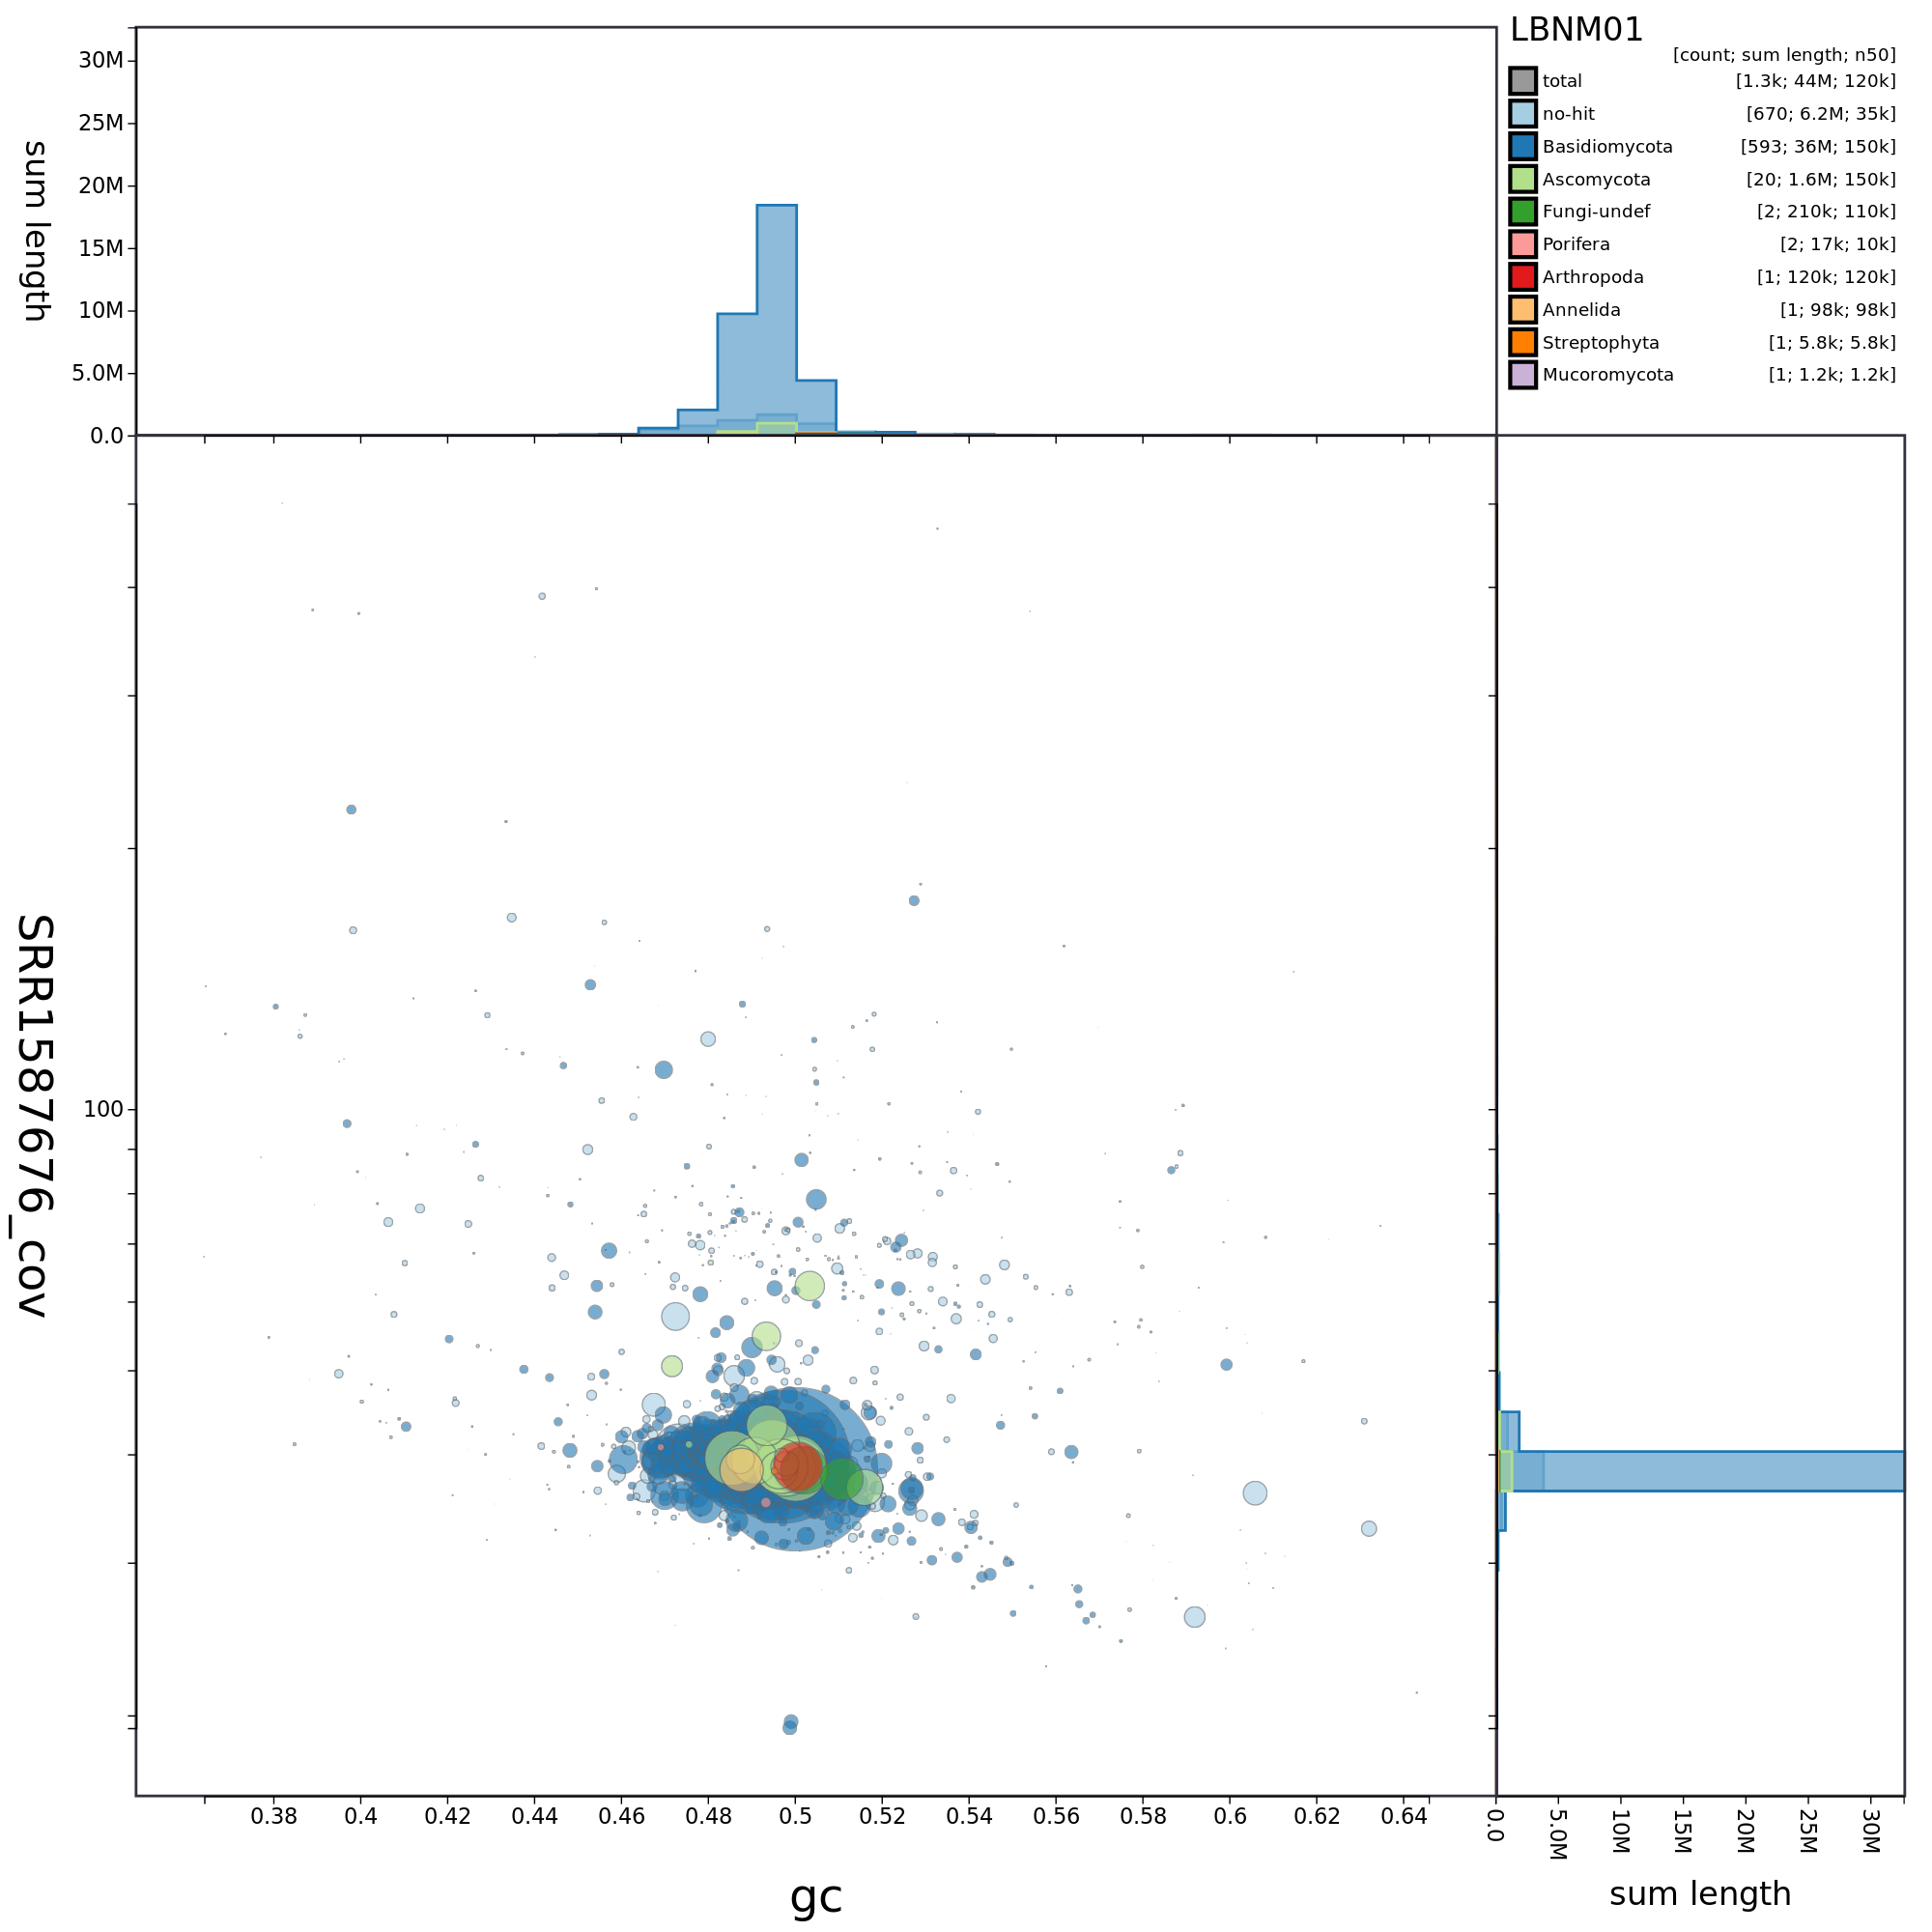 LBNM01
[count; sum length; n50]
total [1.3k; 44M; 120k]
no-hit [670; 6.2M; 35k]
Basidiomycota [593; 36M; 150k]
Ascomycota [20; 1.6M; 150k]
Fungi-undef [2; 210k; 110k]
Porifera [2; 17k; 10k]
Arthropoda [1; 120k; 120k]
Annelida [1; 98k; 98k]
Streptophyta [1; 5.8k; 5.8k]
Mucoromycota [1; 1.2k; 1.2k]
30M
25M
20M
15M
10M
5.0M
0.0
sum length
SRR1587676_cov
100
0.38 0.4 0.42 0.44 0.46 0.48 0.5 0.52 0.54 0.56 0.58 0.6 0.62 0.64
gc
0.0 5.0M 10M 15M 20M 25M 30M
sum length